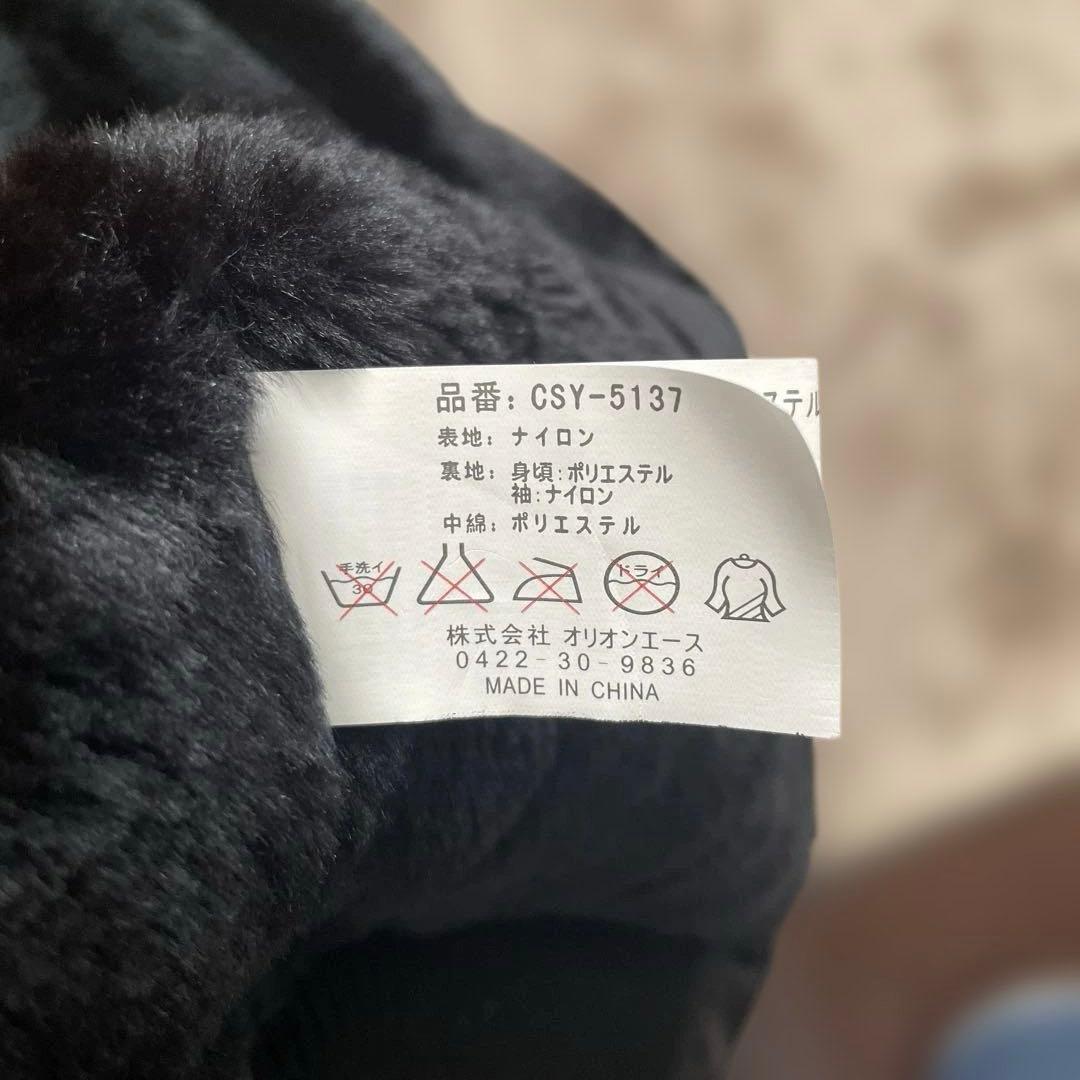 品番: CSY-5137
表地: ナイロン
裏地: 身頃:ポリエステル
袖:ナイロン
中綿: ポリエステル
手洗イ
30
ドライ
株式会社 オリオンエース
0422-30-9836
MADE IN CHINA
ステル